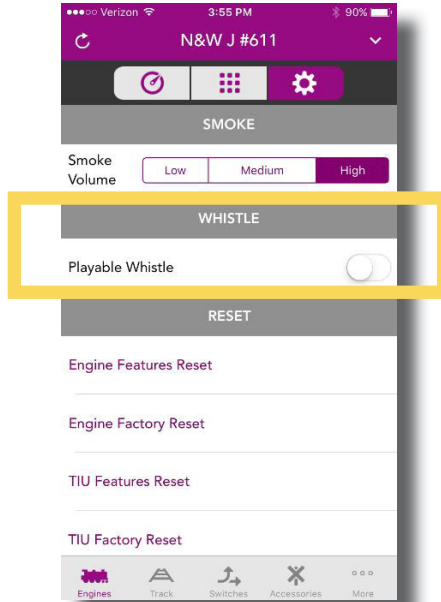 Verizon 3:55 PM 90%
N&W J #611
SMOKE
Smoke
Volume
Low Medium High
WHISTLE
Playable Whistle
RESET
Engine Features Reset
Engine Factory Reset
TIU Features Reset
TIU Factory Reset
Engines Track Switches Accessories More